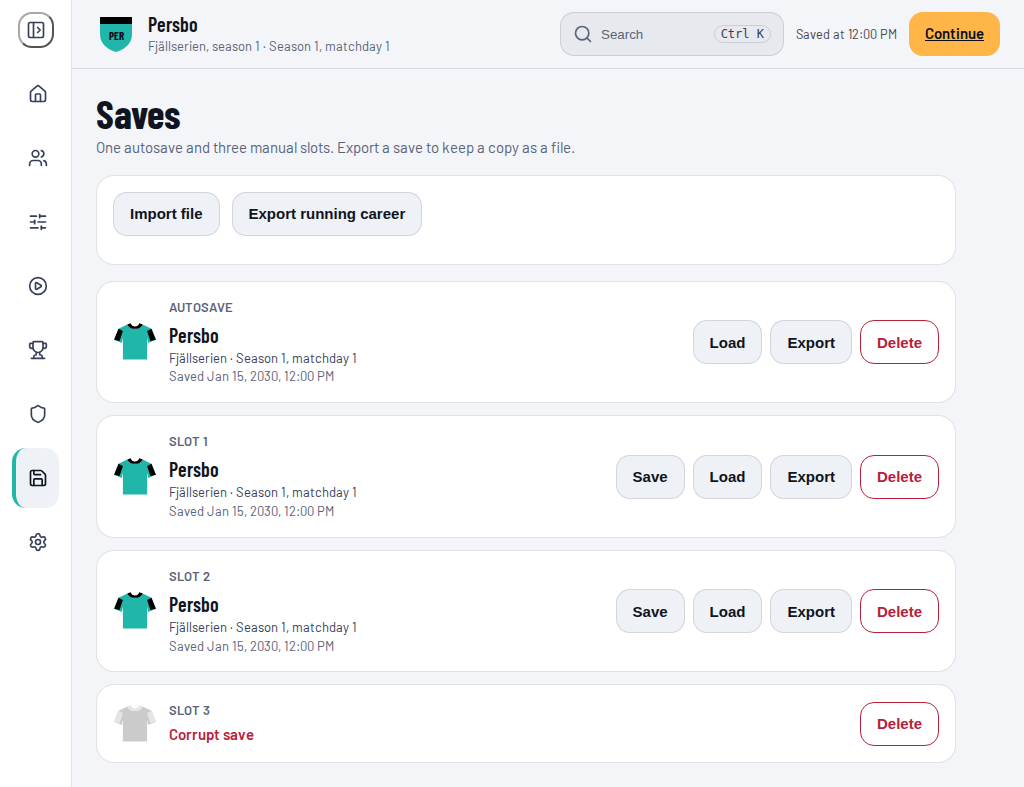 PER
Persbo
Fjällserien, season 1 · Season 1, matchday 1
Search
Ctrl K
Saved at 12:00 PM
Continue
Saves
One autosave and three manual slots. Export a save to keep a copy as a file.
Import file
Export running career
AUTOSAVE
Persbo
Fjällserien · Season 1, matchday 1
Saved Jan 15, 2030, 12:00 PM
Load
Export
Delete
SLOT 1
Persbo
Fjällserien · Season 1, matchday 1
Saved Jan 15, 2030, 12:00 PM
Save
Load
Export
Delete
SLOT 2
Persbo
Fjällserien · Season 1, matchday 1
Saved Jan 15, 2030, 12:00 PM
Save
Load
Export
Delete
SLOT 3
Corrupt save
Delete